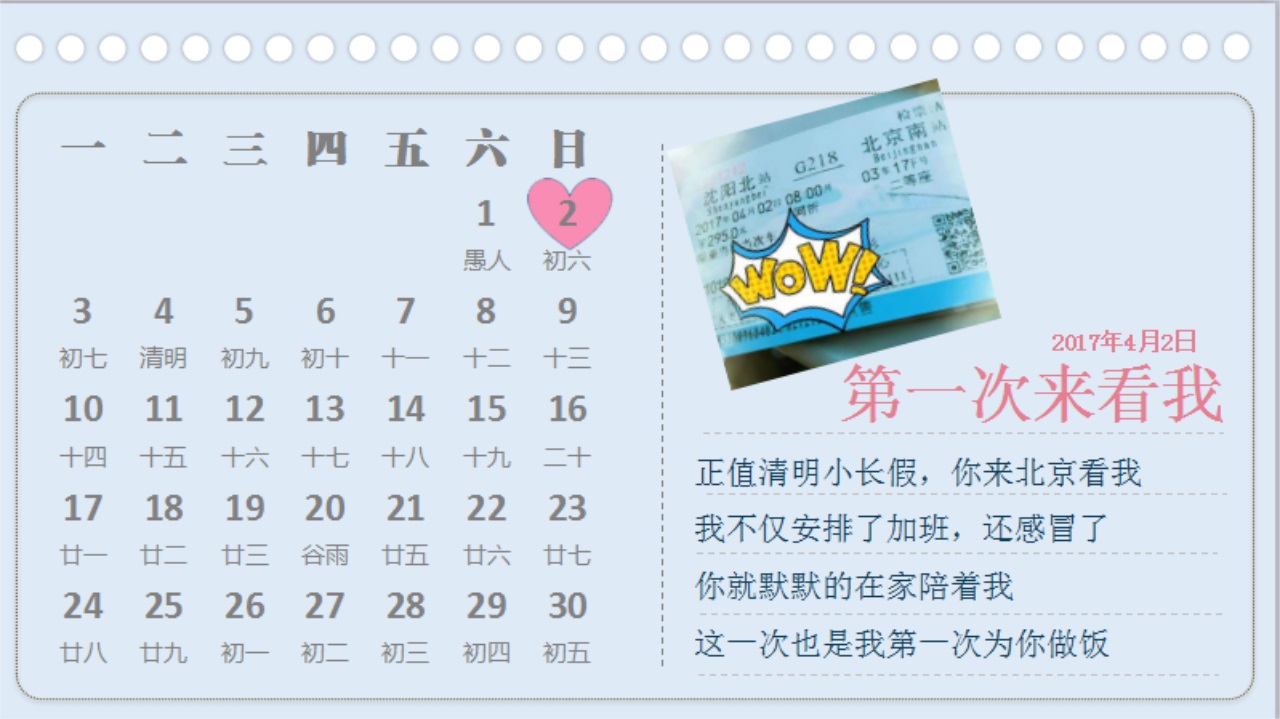 一 二 三 四 五 六 日
1 2
愚人 初六
3 4 5 6 7 8 9
初七 清明 初九 初十 十一 十二 十三
10 11 12 13 14 15 16
十四 十五 十六 十七 十八 十九 二十
17 18 19 20 21 22 23
廿一 廿二 廿三 谷雨 廿五 廿六 廿七
24 25 26 27 28 29 30
廿八 廿九 初一 初二 初三 初四 初五
检票:A
沈阳北站 G218 北京南站
Shenyangbei Beijingnan
2017年04月02日08:00开 03车17F号
¥295.0元 二等座
WoW!
2017年4月2日
第一次来看我
正值清明小长假，你来北京看我
我不仅安排了加班，还感冒了
你就默默的在家陪着我
这一次也是我第一次为你做饭